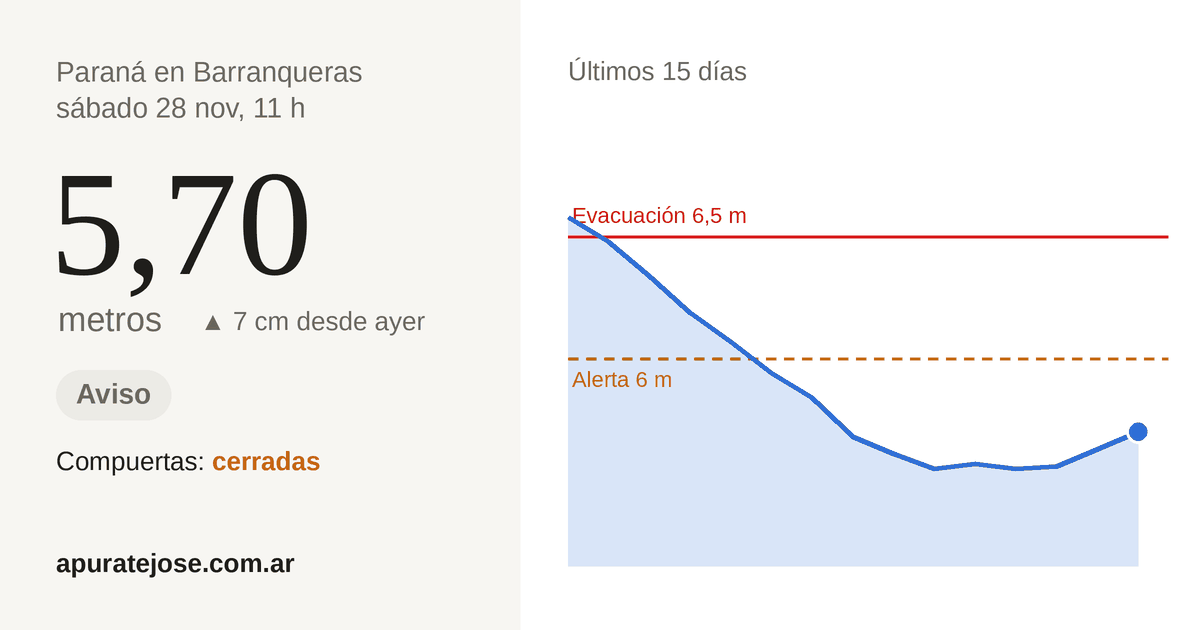 Paraná en Barranqueras
sábado 28 nov, 11 h
5,70
metros ▲ 7 cm desde ayer
Aviso
Compuertas: cerradas
apuratejose.com.ar
Últimos 15 días
Evacuación 6,5 m
Alerta 6 m